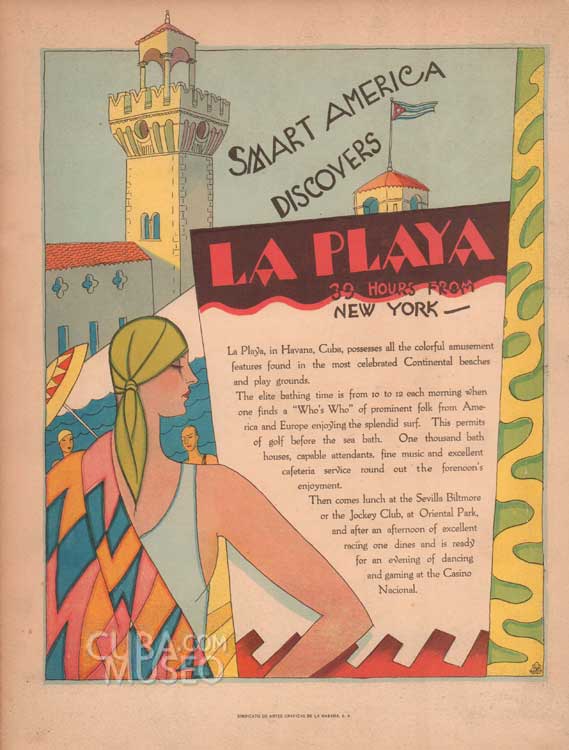 SMART AMERICA
DISCOVERS
LA PLAYA
30 HOURS FROM
NEW YORK —
La Playa, in Havana, Cuba, possesses all the colorful amusement
features found in the most celebrated Continental beaches
and play grounds.
The elite bathing time is from 10 to 12 each morning when
one finds a "Who's Who" of prominent folk from Ame-
rica and Europe enjoying the splendid surf. This permits
of golf before the sea bath. One thousand bath
houses, capable attendants, fine music and excellent
cafeteria service round out the forenoon's
enjoyment.
Then comes lunch at the Sevilla Biltmore
or the Jockey Club, at Oriental Park,
and after an afternoon of excellent
racing one dines and is ready
for an evening of dancing
and gaming at the Casino
Nacional.
CUBA.com
MUSEO
SINDICATO DE ARTES GRAFICAS DE LA HABANA, S. A.